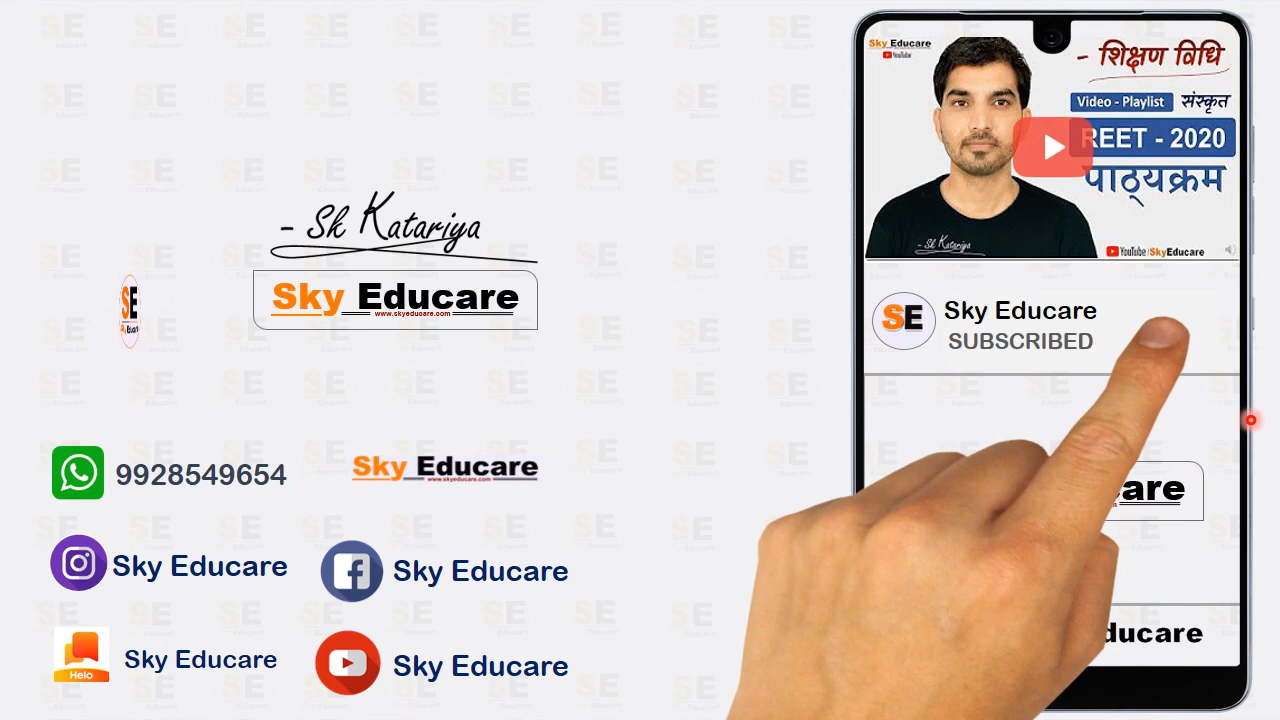 - Sk Katariya
Sky Educare
www.skyeducare.com
SE
9928549654
Sky Educare
www.skyeducare.com
Sky Educare
Sky Educare
Helo
Sky Educare
Sky Educare
Sky Educare
YouTube
- शिक्षण विधि
Video - Playlist संस्कृत
REET - 2020
पाठ्यक्रम
- Sk Katariya
YouTube /SkyEducare
SE
Sky Educare
SUBSCRIBED
are
ducare